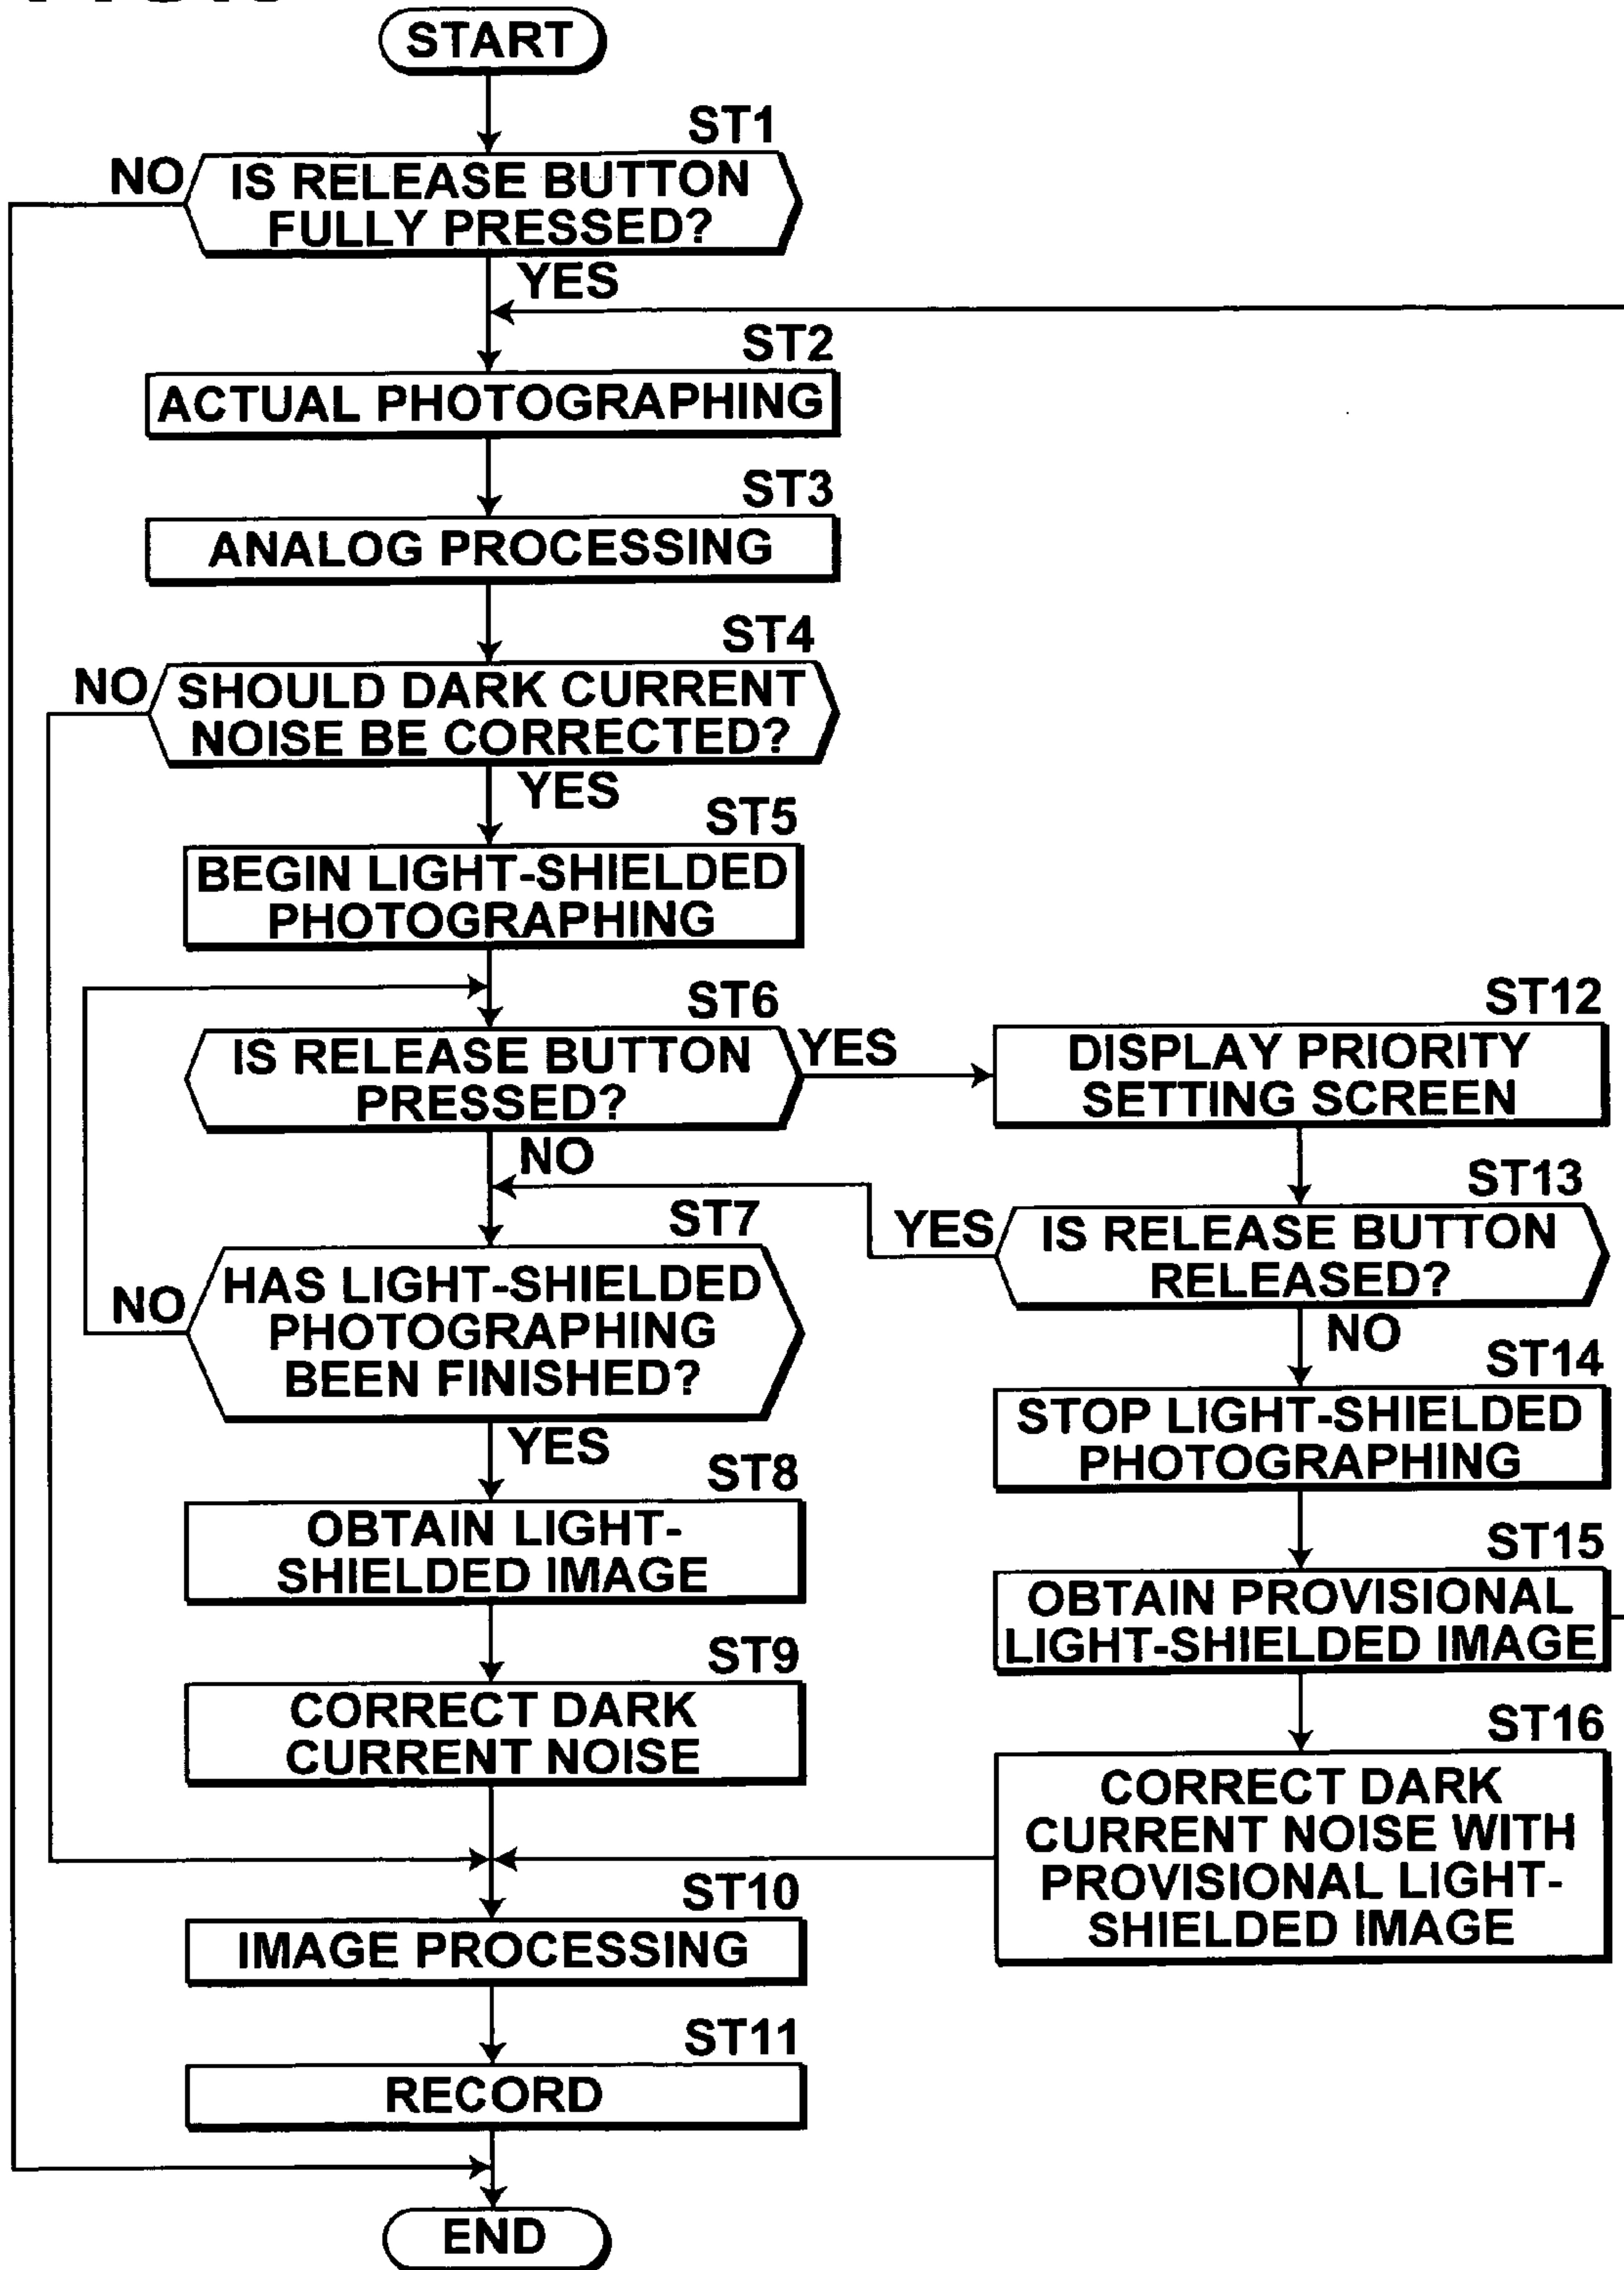 START
ST1
NO
IS RELEASE BUTTON
FULLY PRESSED?
YES
ST2
ACTUAL PHOTOGRAPHING
ST3
ANALOG PROCESSING
ST4
NO
SHOULD DARK CURRENT
NOISE BE CORRECTED?
YES
ST5
BEGIN LIGHT-SHIELDED
PHOTOGRAPHING
ST6
IS RELEASE BUTTON
PRESSED?
YES
NO
ST7
HAS LIGHT-SHIELDED
PHOTOGRAPHING
BEEN FINISHED?
NO
YES
ST8
OBTAIN LIGHT-
SHIELDED IMAGE
ST9
CORRECT DARK
CURRENT NOISE
ST10
IMAGE PROCESSING
ST11
RECORD
END
ST12
DISPLAY PRIORITY
SETTING SCREEN
ST13
YES
IS RELEASE BUTTON
RELEASED?
NO
ST14
STOP LIGHT-SHIELDED
PHOTOGRAPHING
ST15
OBTAIN PROVISIONAL
LIGHT-SHIELDED IMAGE
ST16
CORRECT DARK
CURRENT NOISE WITH
PROVISIONAL LIGHT-
SHIELDED IMAGE